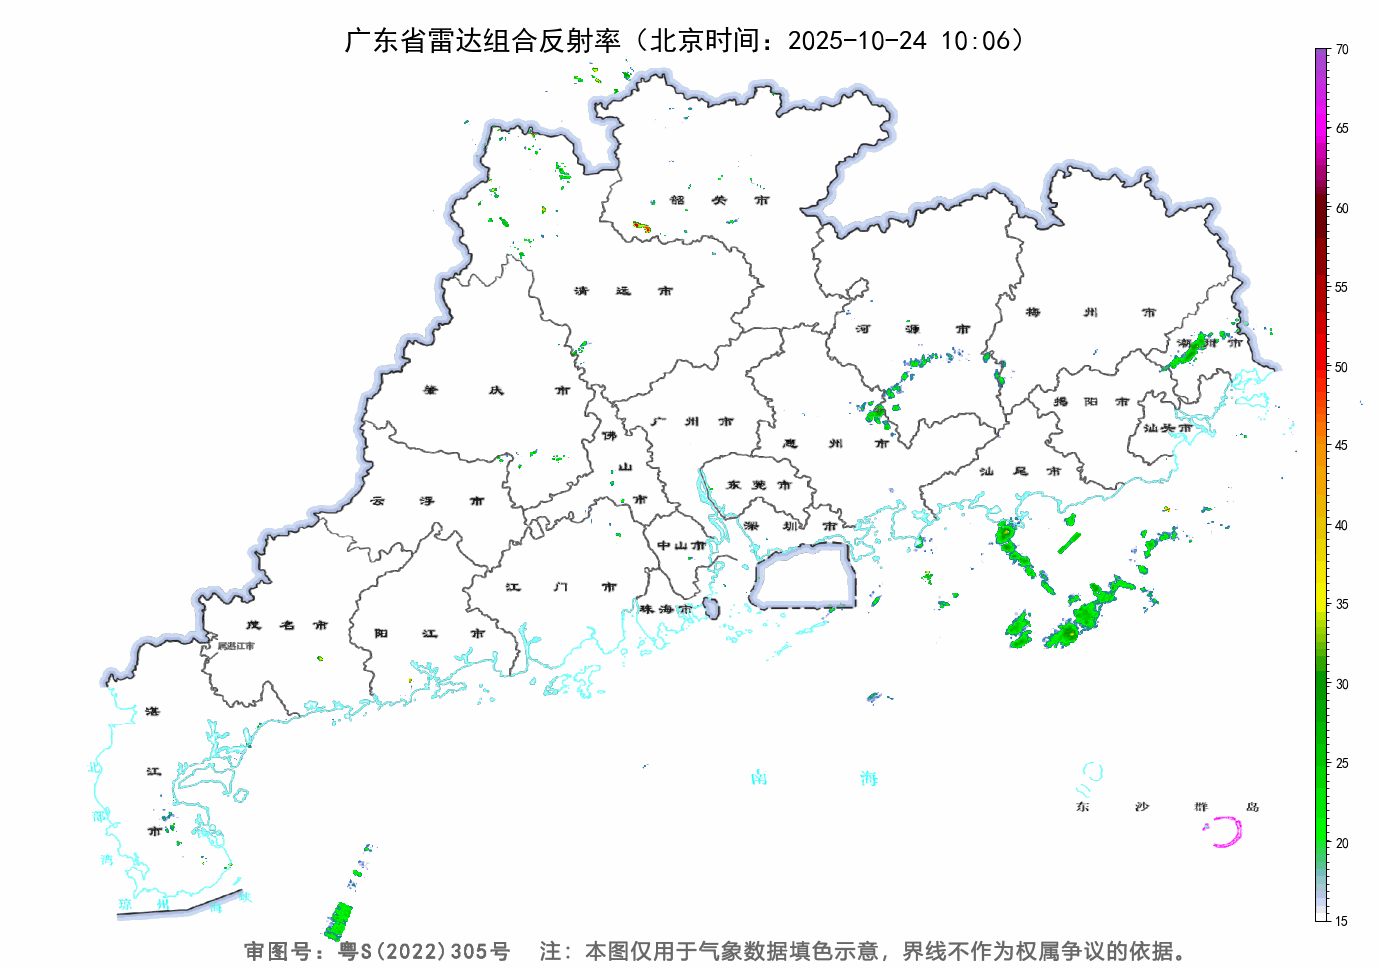 广东省雷达组合反射率（北京时间：2025-10-24 10:06）
70
65
60
55
50
45
40
35
30
25
20
15
韶关市
清远市
河源市
梅州市
潮州市
肇庆市
广州市
佛山市
惠州市
揭阳市
汕头市
汕尾市
云浮市
东莞市
深圳市
中山市
江门市
珠海市
茂名市
阳江市
属湛江市
湛江市
北部湾
琼州海峡
南海
东沙群岛
审图号：粤S(2022)305号 注：本图仅用于气象数据填色示意，界线不作为权属争议的依据。